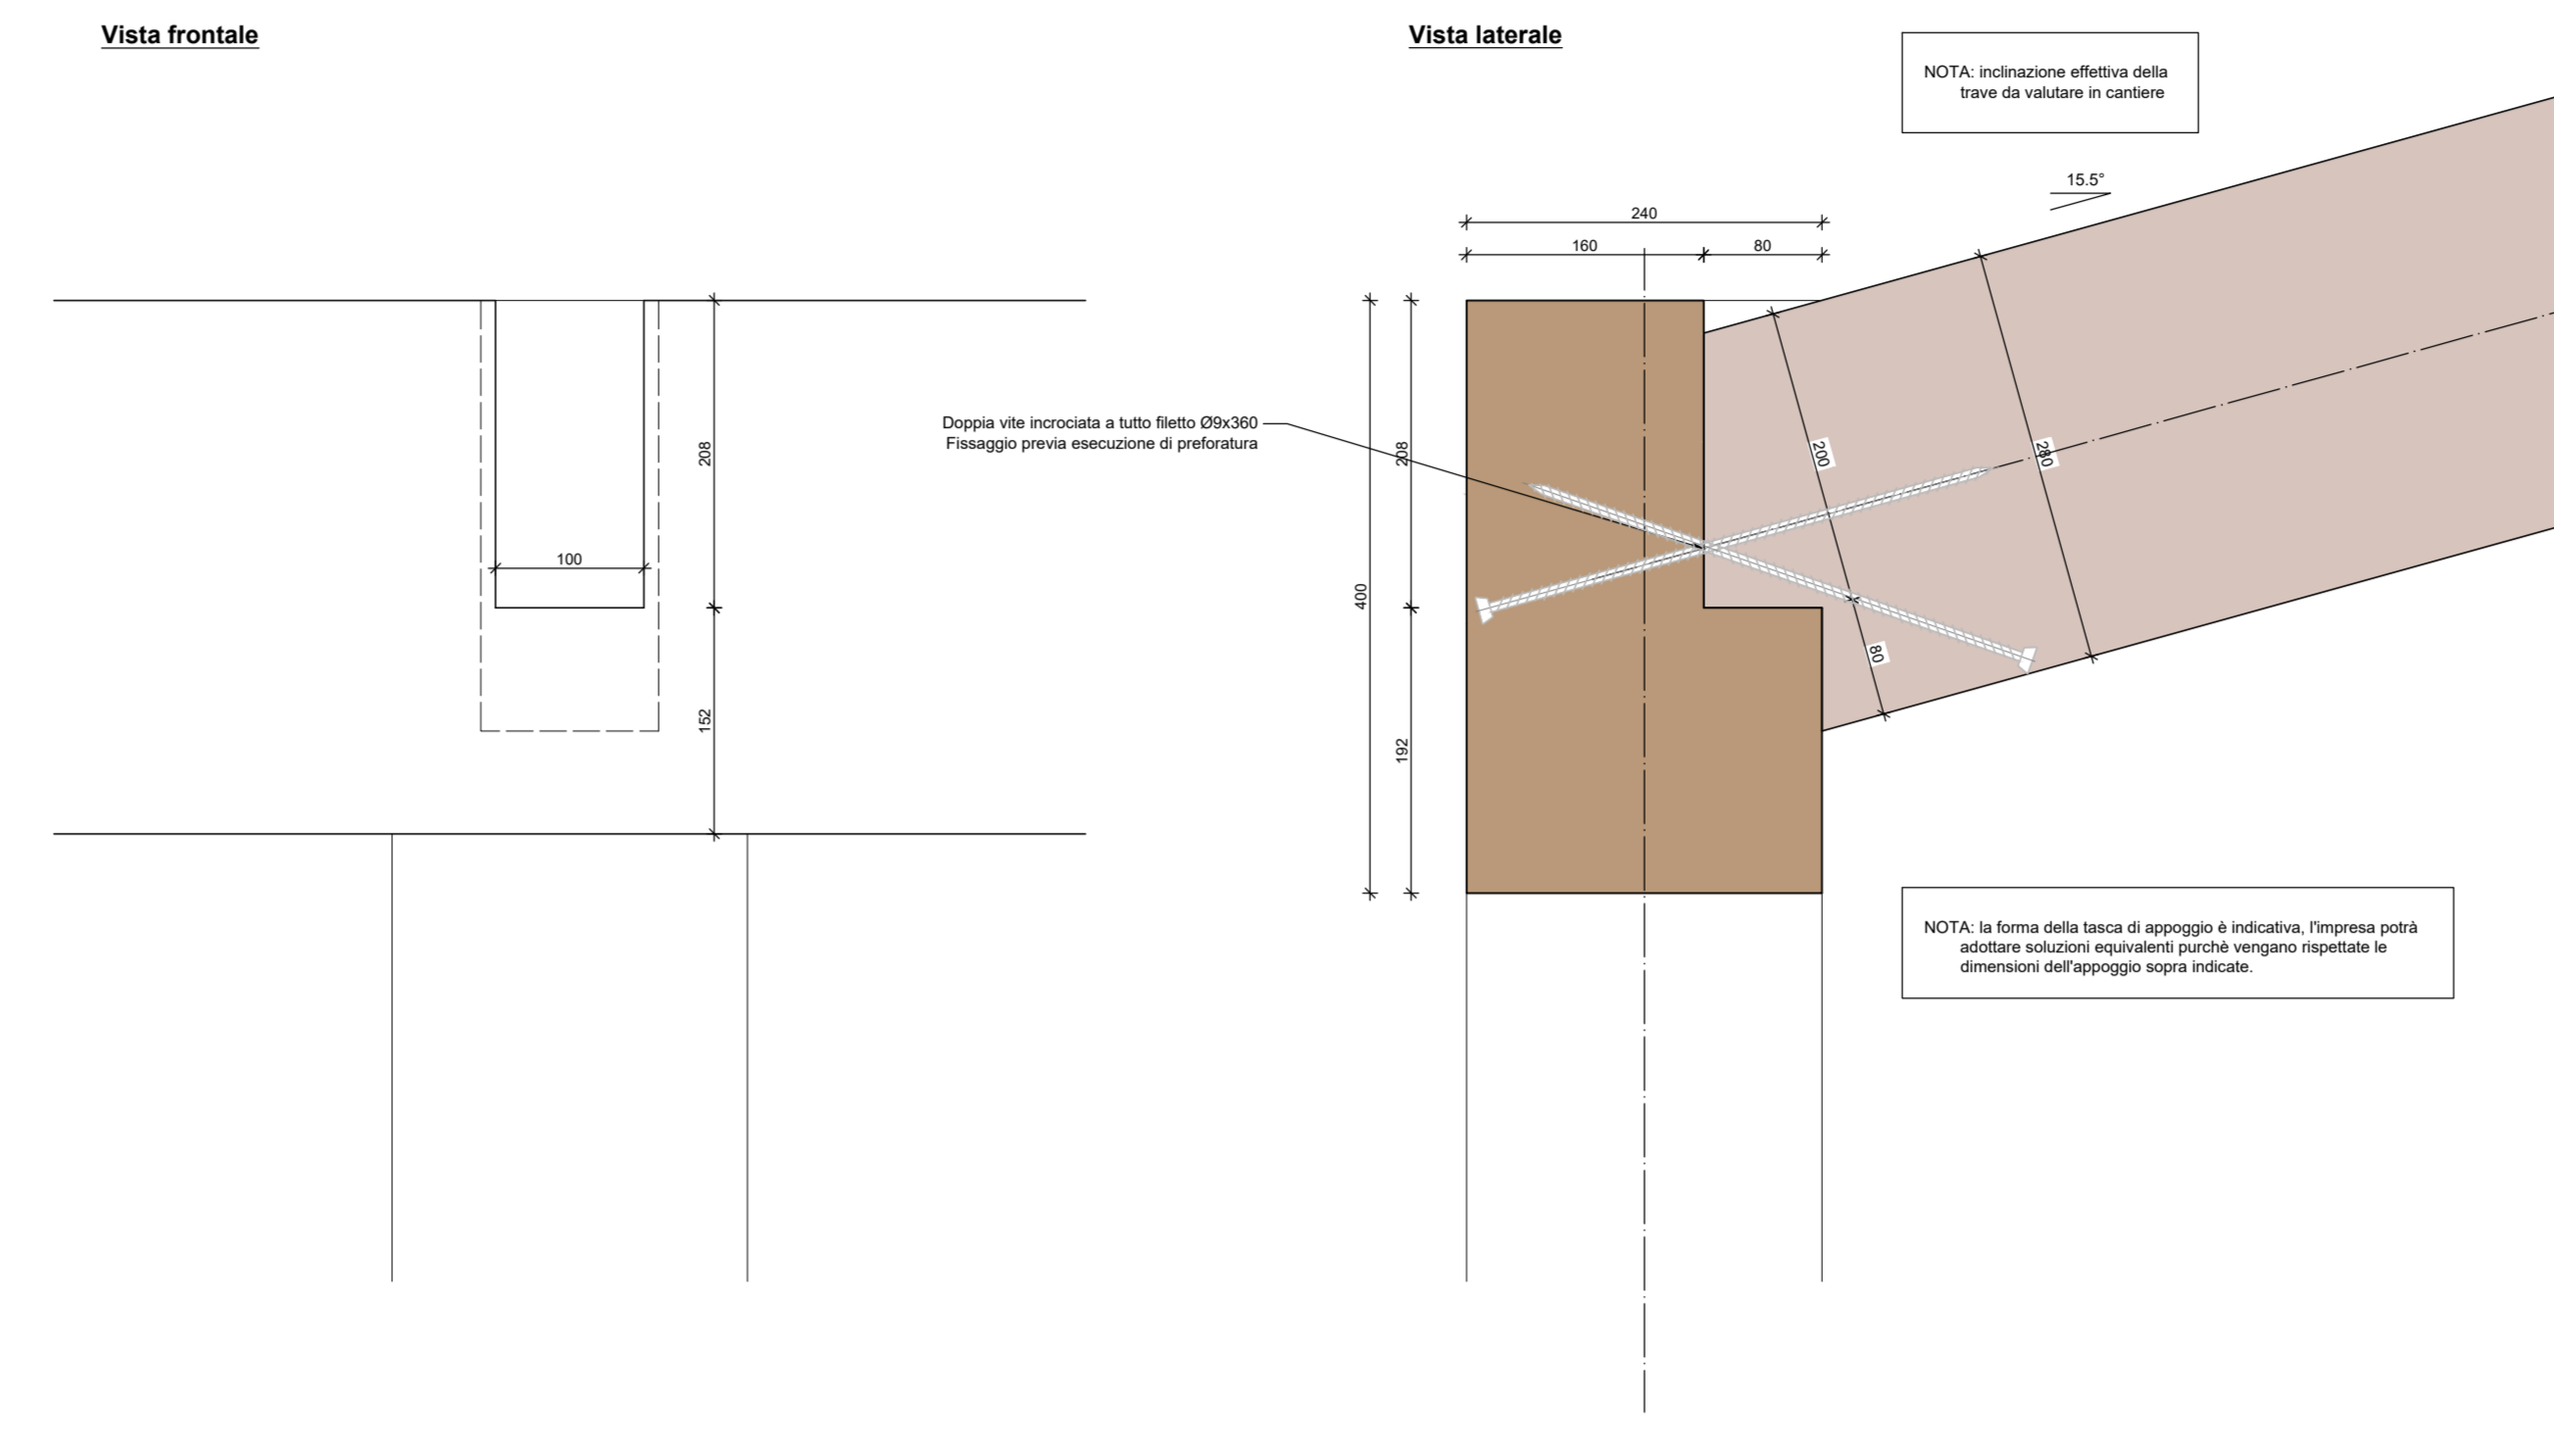 Vista frontale
Vista laterale
NOTA: inclinazione effettiva della
trave da valutare in cantiere
15.5°
240
160
80
Doppia vite incrociata a tutto filetto Ø9x360
Fissaggio previa esecuzione di preforatura
208
100
152
400
208
192
200
280
80
NOTA: la forma della tasca di appoggio è indicativa, l'impresa potrà
adottare soluzioni equivalenti purchè vengano rispettate le
dimensioni dell'appoggio sopra indicate.